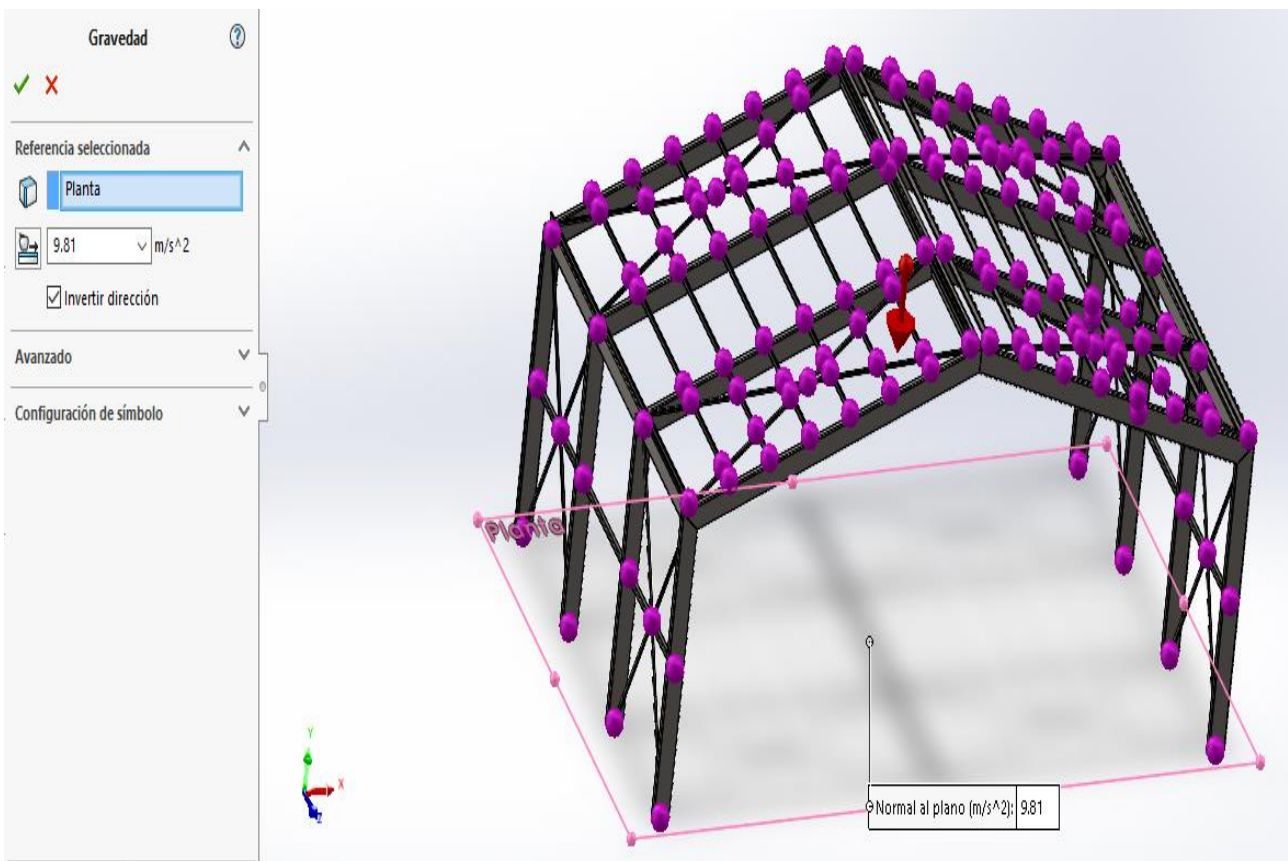 Gravedad
?
Referencia seleccionada
Planta
9.81 m/s^2
Invertir dirección
Avanzado
Configuración de símbolo
Planta
Y
X
Z
Normal al plano (m/s^2): 9.81